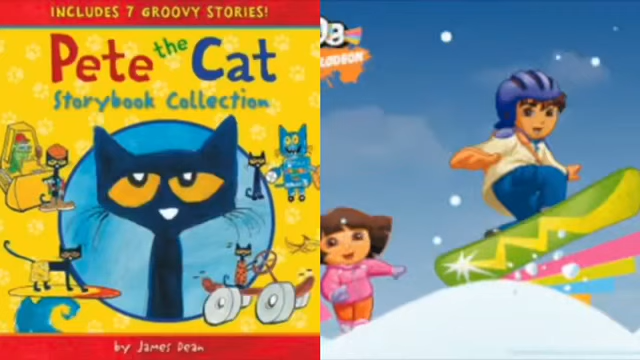 INCLUDES 7 GROOVY STORIES!
Pete the Cat
Storybook Collection
by James Dean